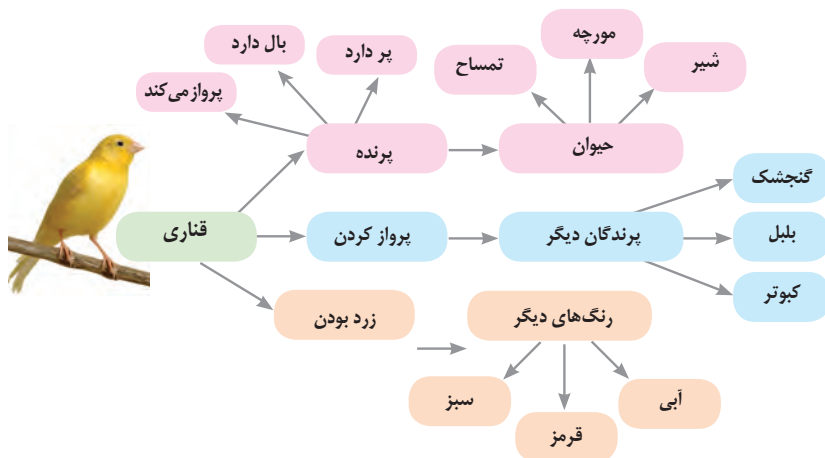 مورچه
بال دارد
پر دارد
شیر
تمساح
پرواز می‌کند
پرنده
حیوان
گنجشک
قناری
پرواز کردن
پرندگان دیگر
بلبل
کبوتر
زرد بودن
رنگ‌های دیگر
آبی
سبز
قرمز